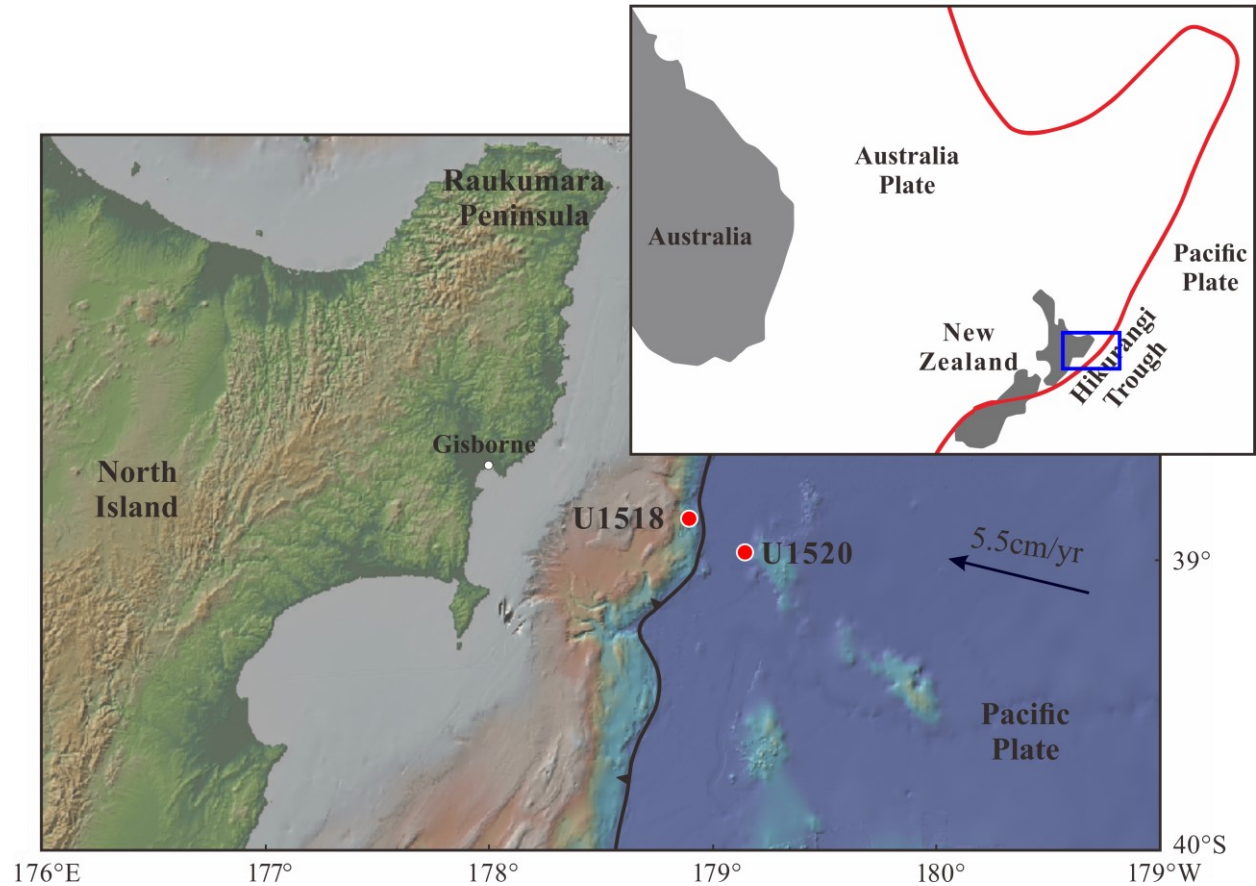 Raukumara
Peninsula
Australia
Plate
Australia
Pacific
Plate
New
Zealand
Hikurangi
Trough
Gisborne
North
Island
U1518
U1520
5.5cm/yr
39°
Pacific
Plate
40°S
176°E
177°
178°
179°
180°
179°W